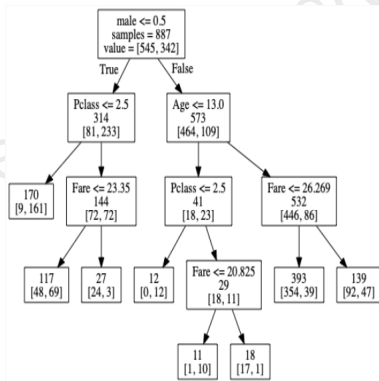 male <= 0.5
samples = 887
value = [545, 342]
True
False
Pclass <= 2.5
314
[81, 233]
Age <= 13.0
573
[464, 109]
170
[9, 161]
Fare <= 23.35
144
[72, 72]
Pclass <= 2.5
41
[18, 23]
Fare <= 26.269
532
[446, 86]
117
[48, 69]
27
[24, 3]
12
[0, 12]
Fare <= 20.825
29
[18, 11]
393
[354, 39]
139
[92, 47]
11
[1, 10]
18
[17, 1]